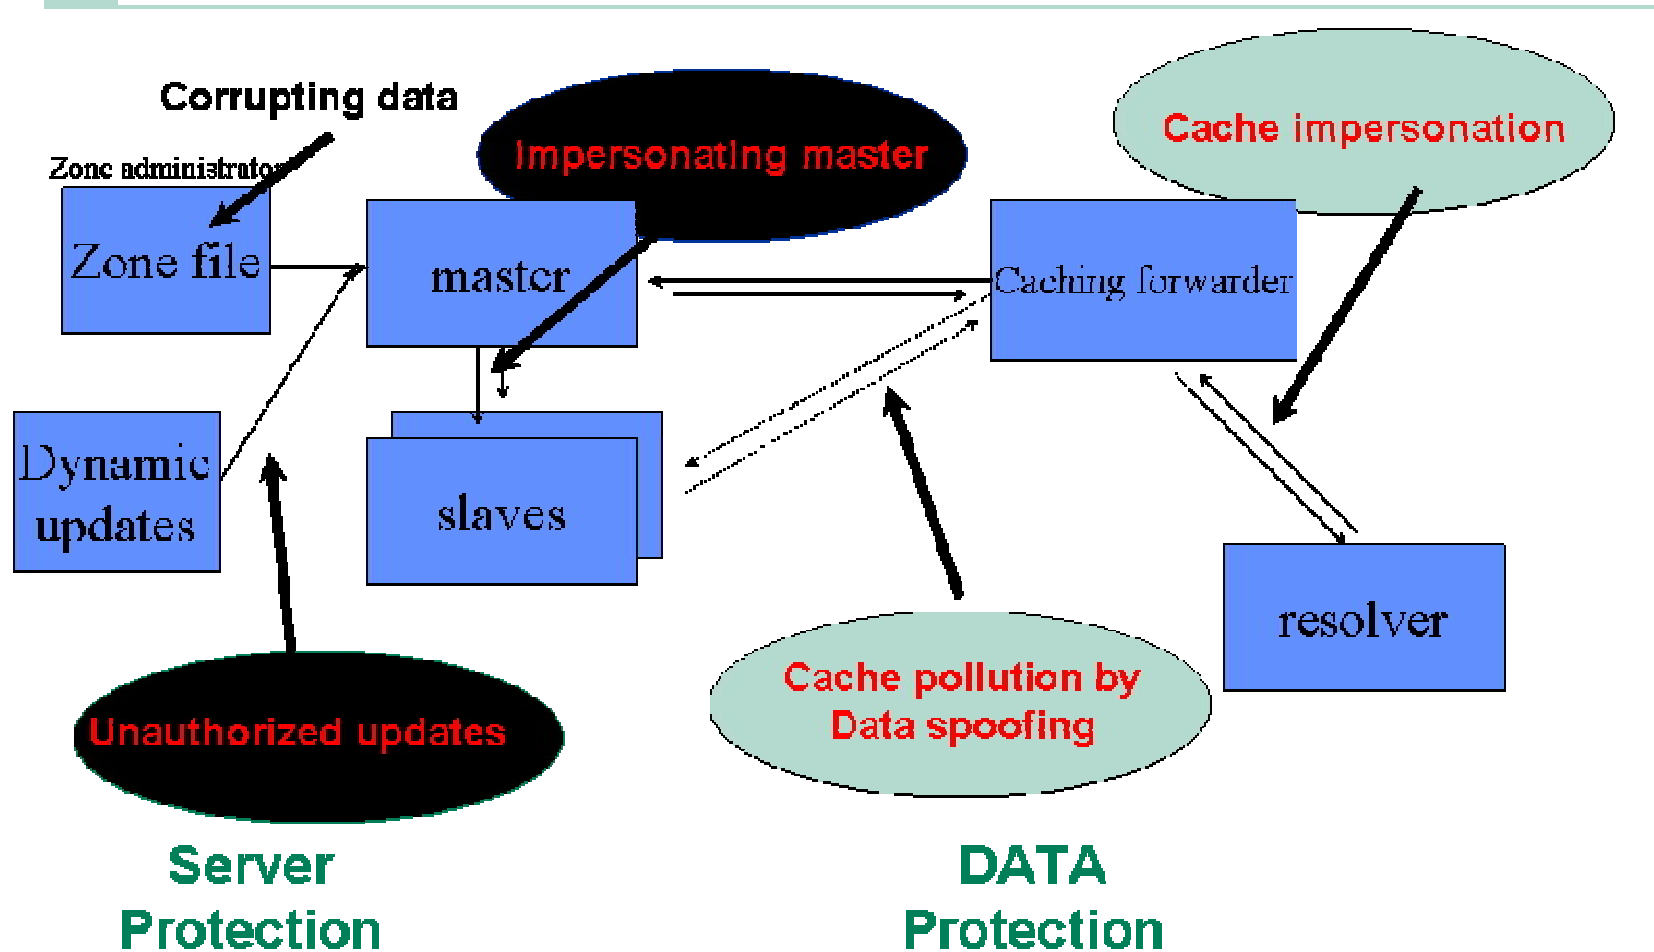 Corrupting data
Impersonating master
Cache impersonation
Zone administrator
Zone file
master
Caching forwarder
Dynamic
updates
slaves
resolver
Cache pollution by
Data spoofing
Unauthorized updates
Server
Protection
DATA
Protection